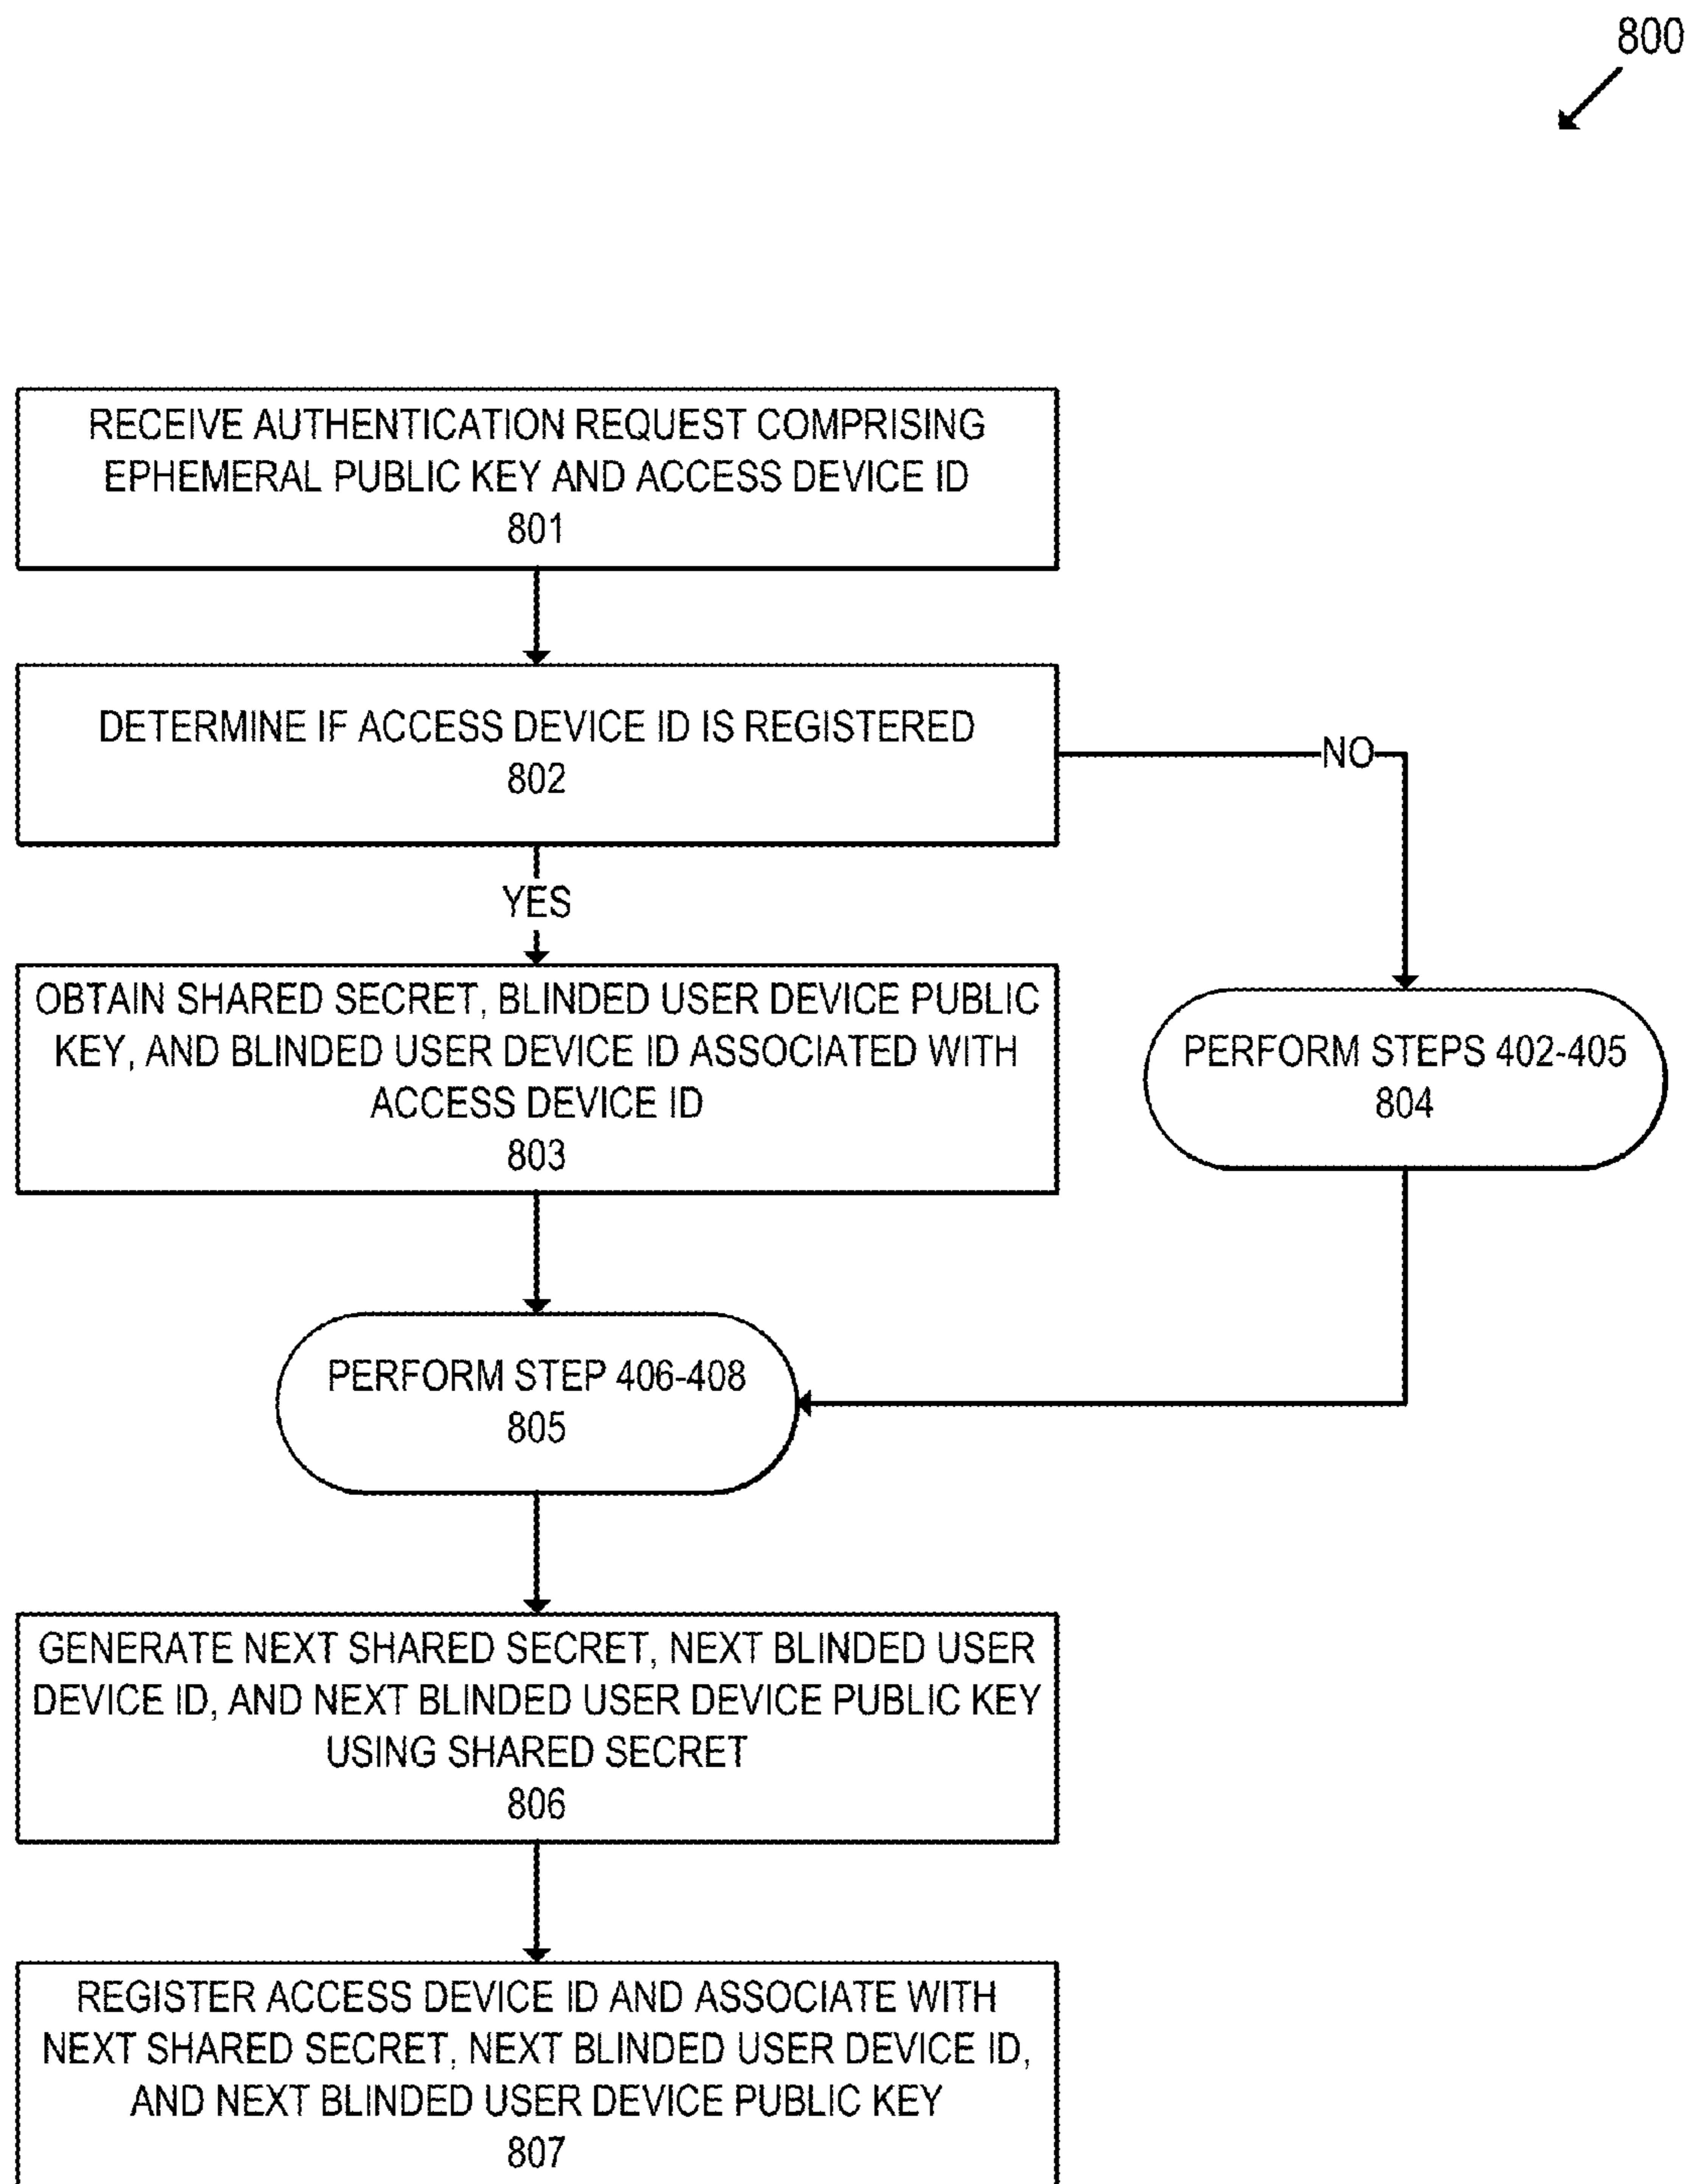 800
RECEIVE AUTHENTICATION REQUEST COMPRISING
EPHEMERAL PUBLIC KEY AND ACCESS DEVICE ID
801
DETERMINE IF ACCESS DEVICE ID IS REGISTERED
802
NO
YES
OBTAIN SHARED SECRET, BLINDED USER DEVICE PUBLIC
KEY, AND BLINDED USER DEVICE ID ASSOCIATED WITH
ACCESS DEVICE ID
803
PERFORM STEPS 402-405
804
PERFORM STEP 406-408
805
GENERATE NEXT SHARED SECRET, NEXT BLINDED USER
DEVICE ID, AND NEXT BLINDED USER DEVICE PUBLIC KEY
USING SHARED SECRET
806
REGISTER ACCESS DEVICE ID AND ASSOCIATE WITH
NEXT SHARED SECRET, NEXT BLINDED USER DEVICE ID,
AND NEXT BLINDED USER DEVICE PUBLIC KEY
807